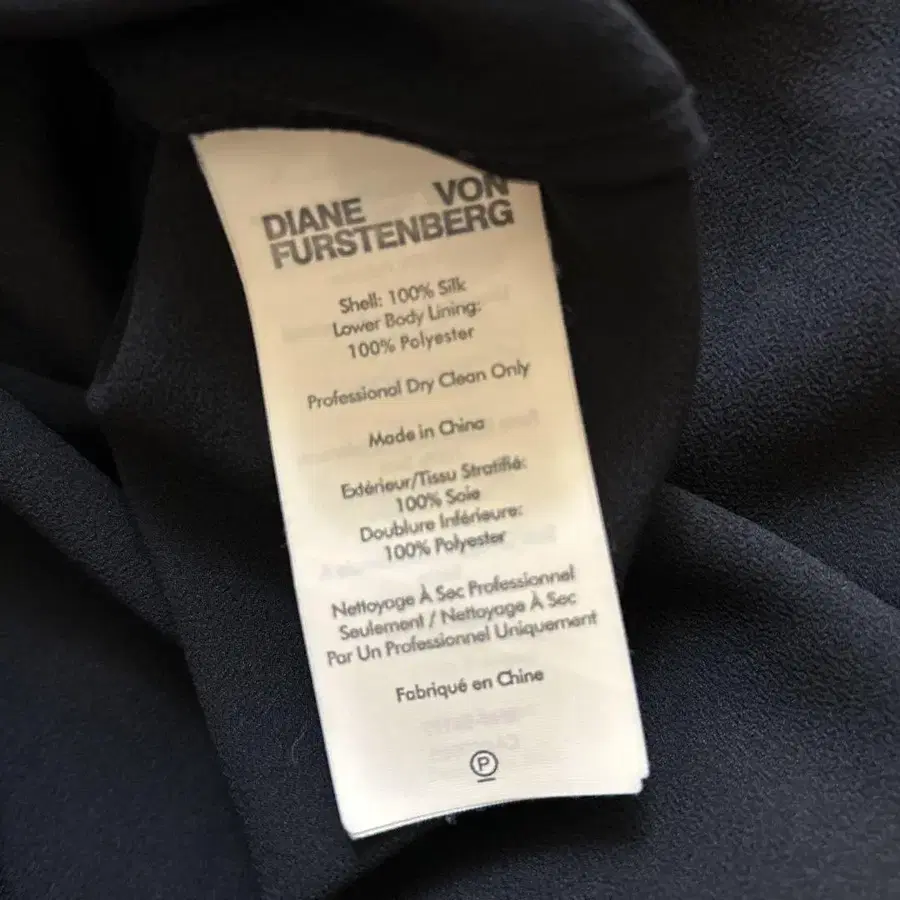 DIANE VON
FURSTENBERG
Shell: 100% Silk
Lower Body Lining:
100% Polyester
Professional Dry Clean Only
Made in China
Extérieur/Tissu Stratifié:
100% Soie
Doublure Inférieure:
100% Polyester
Nettoyage À Sec Professionnel
Seulement / Nettoyage À Sec
Par Un Professionnel Uniquement
Fabriqué en Chine
P